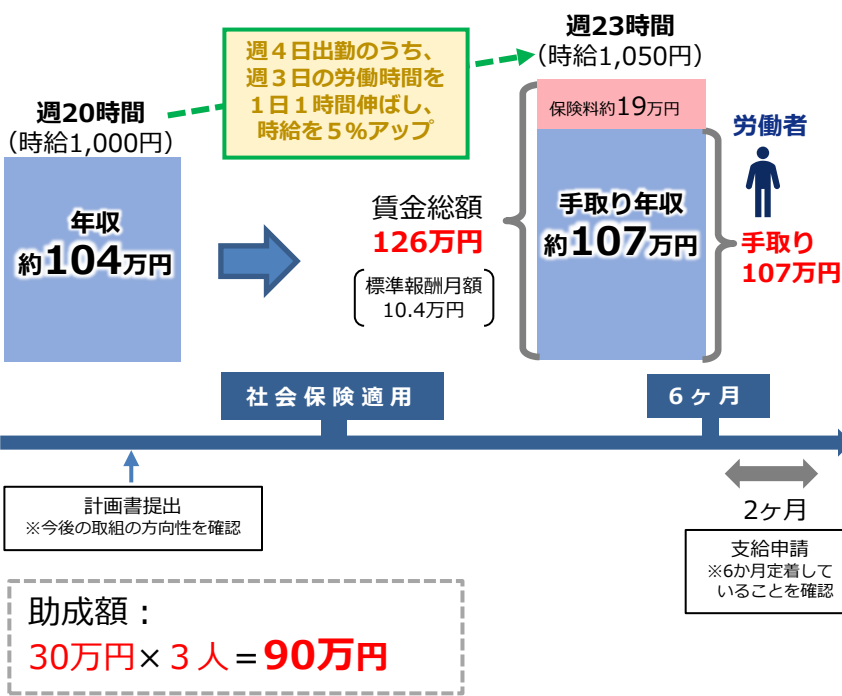 週20時間
（時給1,000円）
年収
約104万円
週４日出勤のうち、
週３日の労働時間を
１日１時間伸ばし、
時給を５%アップ
週23時間
（時給1,050円）
保険料約19万円
賃金総額
126万円
標準報酬月額
10.4万円
手取り年収
約107万円
労働者
手取り
107万円
社会保険適用
６ヶ月
計画書提出
※今後の取組の方向性を確認
2ヶ月
支給申請
※6か月定着して
いることを確認
助成額：
30万円×３人＝90万円